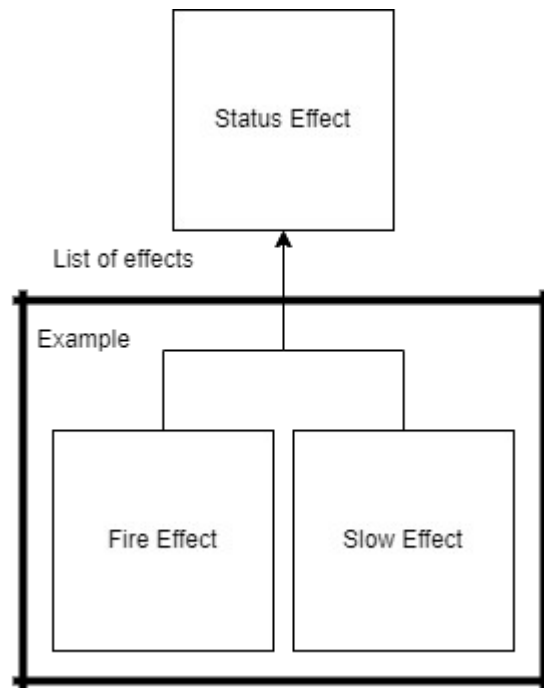 Status Effect
List of effects
Example
Fire Effect
Slow Effect